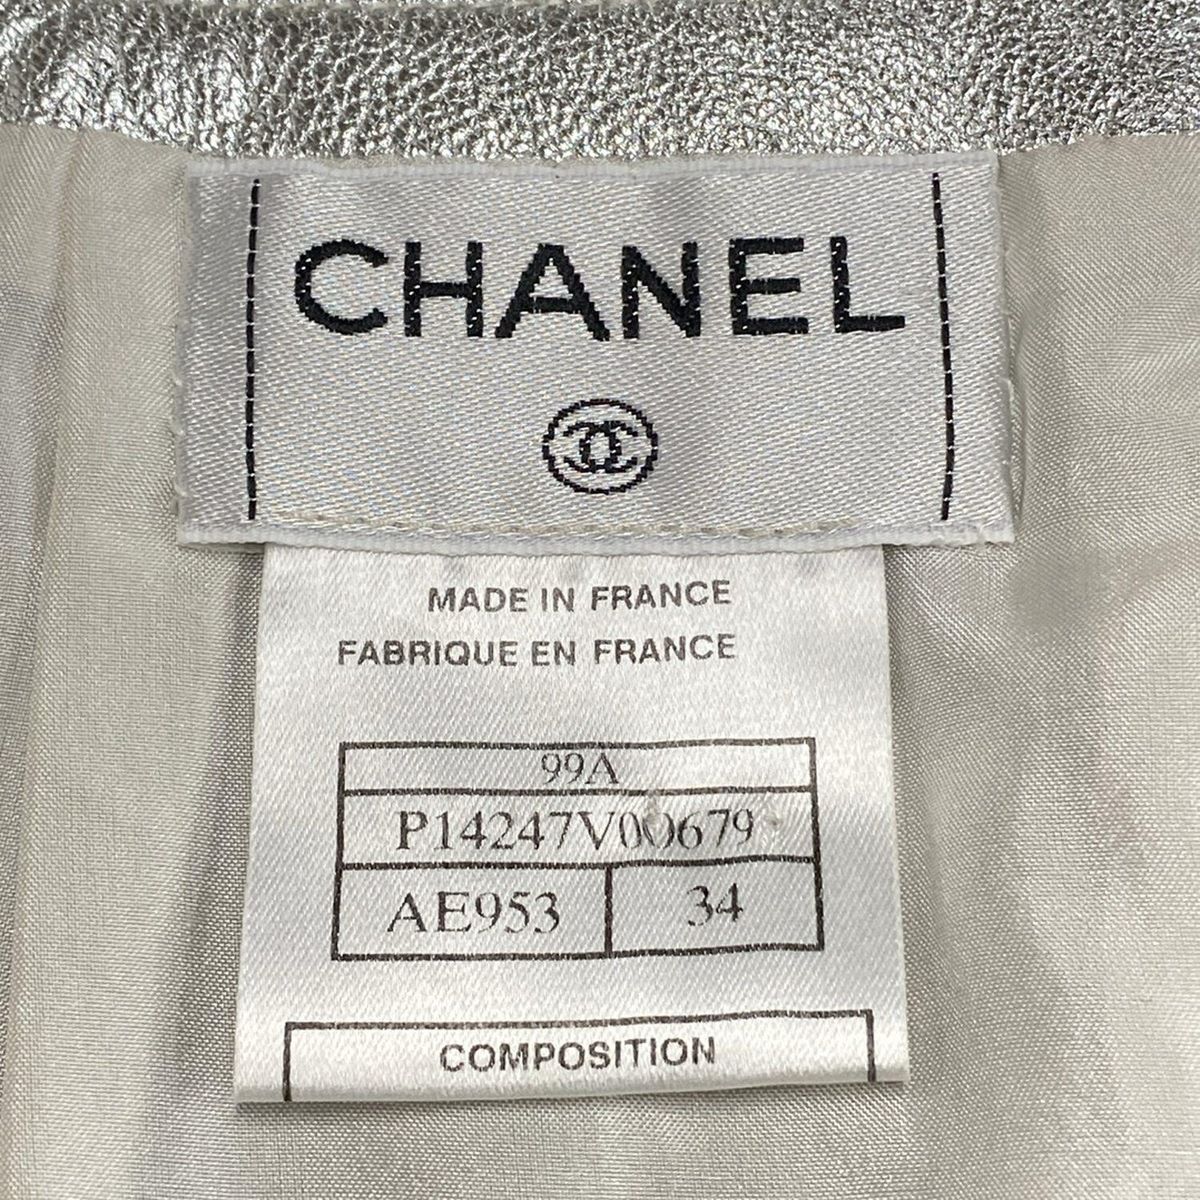 CHANEL
MADE IN FRANCE
FABRIQUE EN FRANCE
99A
P14247V00679
AE953 34
COMPOSITION